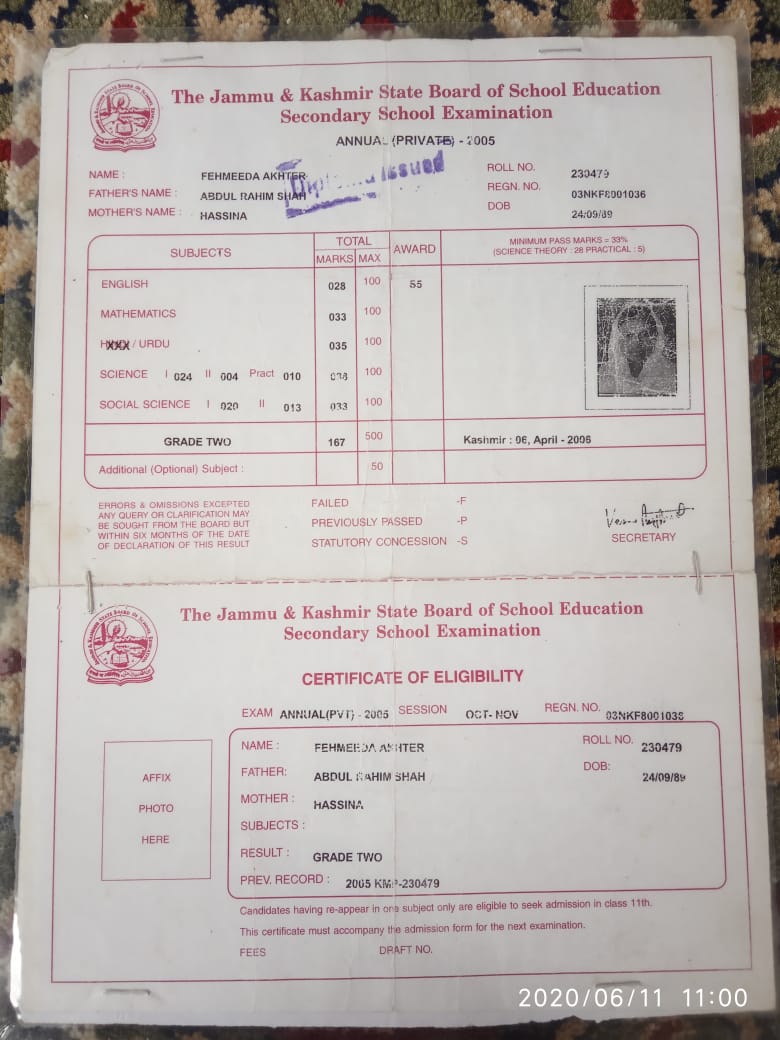 The Jammu & Kashmir State Board of School Education
Secondary School Examination
ANNUAL (PRIVATE) - 2005
NAME : FEHMEEDA AKHTER
FATHER'S NAME : ABDUL RAHIM SHAH
MOTHER'S NAME : HASSINA
Issued
ROLL NO. 230479
REGN. NO. 03NKF8001036
DOB 24/09/89
SUBJECTS TOTAL AWARD MINIMUM PASS MARKS = 33%
MARKS MAX (SCIENCE THEORY : 28 PRACTICAL : 5)
ENGLISH 028 100 S5
MATHEMATICS 033 100
/ URDU 035 100
SCIENCE I 024 II 004 Pract 010 038 100
SOCIAL SCIENCE I 020 II 013 033 100
GRADE TWO 167 500 Kashmir : 06, April - 2006
Additional (Optional) Subject : 50
ERRORS & OMISSIONS EXCEPTED
ANY QUERY OR CLARIFICATION MAY
BE SOUGHT FROM THE BOARD BUT
WITHIN SIX MONTHS OF THE DATE
OF DECLARATION OF THIS RESULT
FAILED -F
PREVIOUSLY PASSED -P
STATUTORY CONCESSION -S
SECRETARY
The Jammu & Kashmir State Board of School Education
Secondary School Examination
CERTIFICATE OF ELIGIBILITY
EXAM ANNUAL(PVT) - 2005 SESSION OCT- NOV REGN. NO. 03NKF8001036
AFFIX
PHOTO
HERE
NAME : FEHMEEDA AKHTER
ROLL NO. 230479
FATHER: ABDUL RAHIM SHAH
DOB: 24/09/89
MOTHER : HASSINA
SUBJECTS :
RESULT : GRADE TWO
PREV. RECORD : 2005 KMP-230479
Candidates having re-appear in one subject only are eligible to seek admission in class 11th.
This certificate must accompany the admission form for the next examination.
FEES DRAFT NO.
2020/06/11 11:00